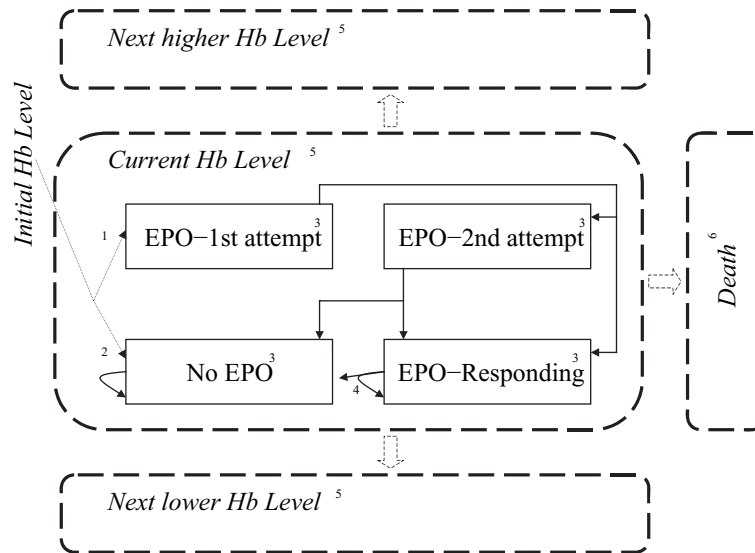 Next higher Hb Level 5
Initial Hb Level
Current Hb Level 5
1
EPO−1st attempt 3
EPO−2nd attempt 3
Death 6
2
No EPO 3
4
EPO−Responding 3
Next lower Hb Level 5